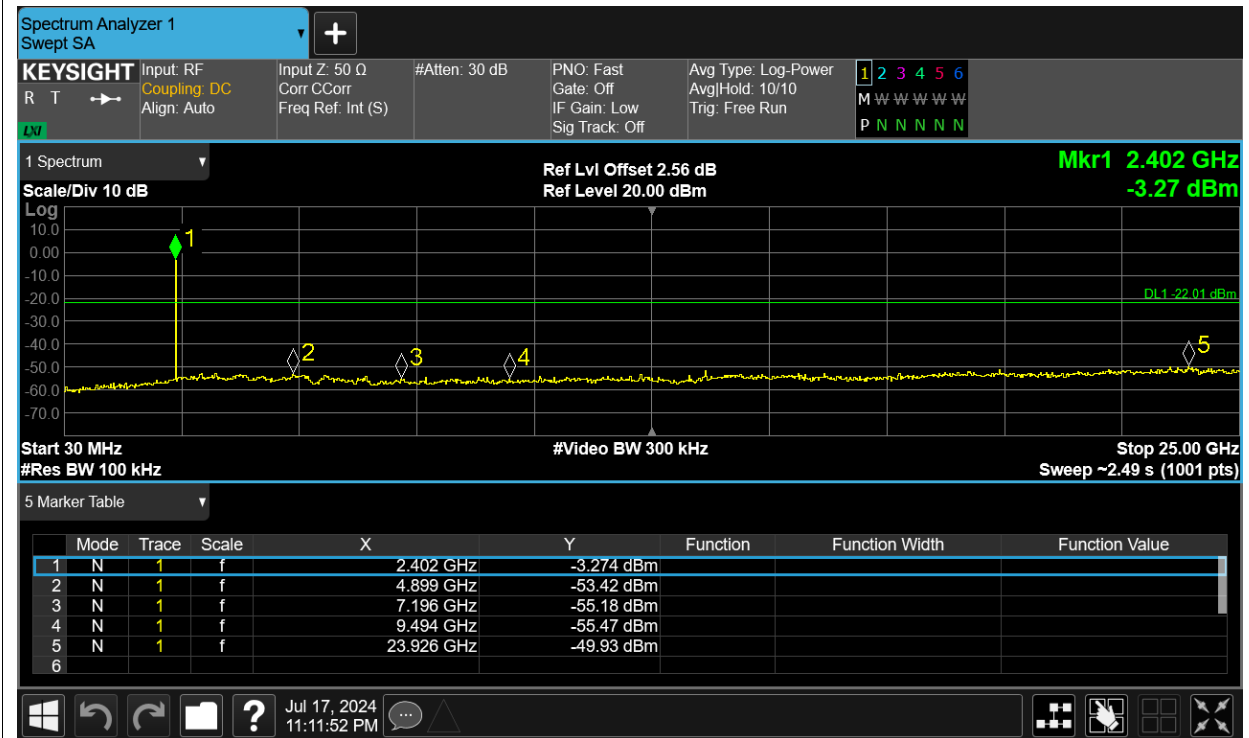 Spectrum Analyzer 1
Swept SA
+
KEYSIGHT Input: RF Input Z: 50 Ω #Atten: 30 dB PNO: Fast Avg Type: Log-Power 1 2 3 4 5 6
R T Coupling: DC Corr CCorr Gate: Off Avg|Hold: 10/10 M W W W W W
Align: Auto Freq Ref: Int (S) IF Gain: Low Trig: Free Run
LXI Sig Track: Off P N N N N N
1 Spectrum Ref Lvl Offset 2.56 dB Mkr1 2.402 GHz
Scale/Div 10 dB Ref Level 20.00 dBm -3.27 dBm
Log
10.0 1
0.00
-10.0
-20.0 DL1 -22.01 dBm
-30.0
-40.0 2 3 4 5
-50.0
-60.0
-70.0
Start 30 MHz #Video BW 300 kHz Stop 25.00 GHz
#Res BW 100 kHz Sweep ~2.49 s (1001 pts)
5 Marker Table
Mode Trace Scale X Y Function Function Width Function Value
1 N 1 f 2.402 GHz -3.274 dBm
2 N 1 f 4.899 GHz -53.42 dBm
3 N 1 f 7.196 GHz -55.18 dBm
4 N 1 f 9.494 GHz -55.47 dBm
5 N 1 f 23.926 GHz -49.93 dBm
6
? Jul 17, 2024
11:11:52 PM